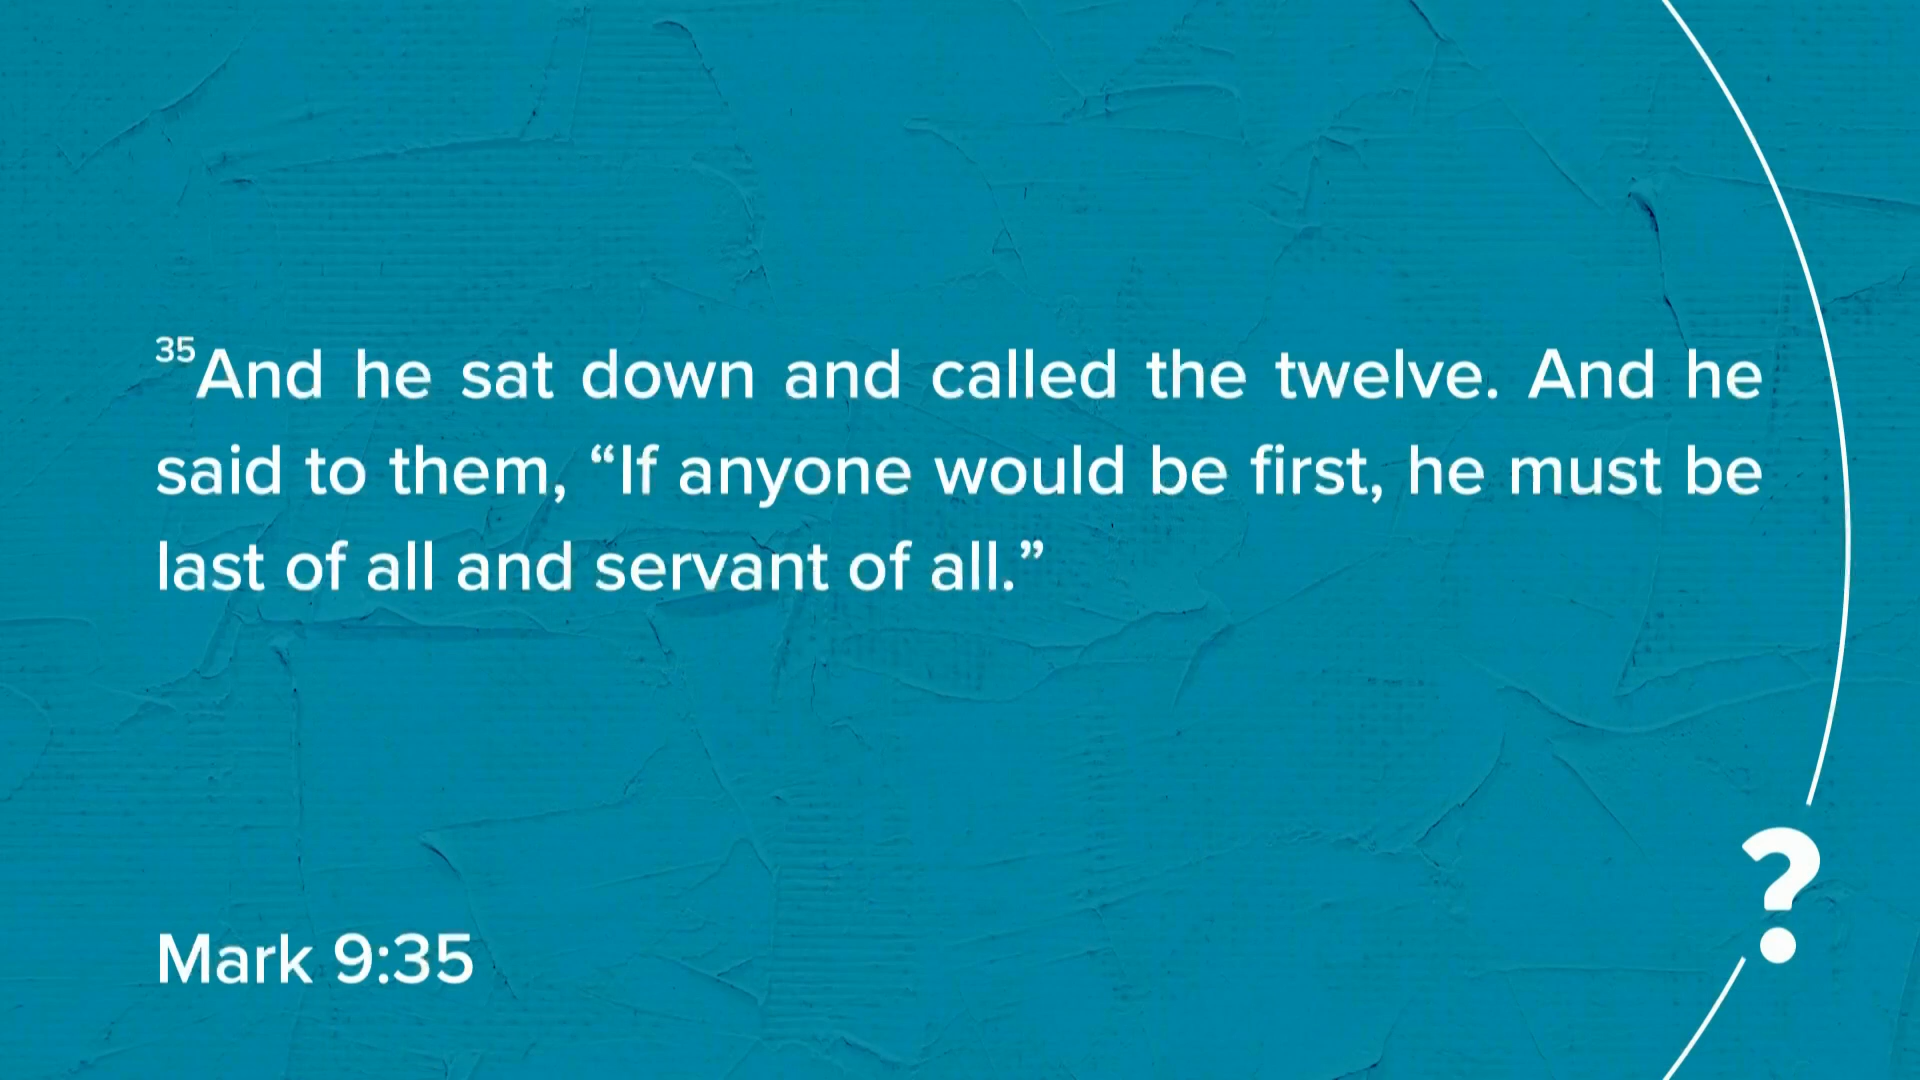 35And he sat down and called the twelve. And he
said to them, “If anyone would be first, he must be
last of all and servant of all.”
Mark 9:35
?